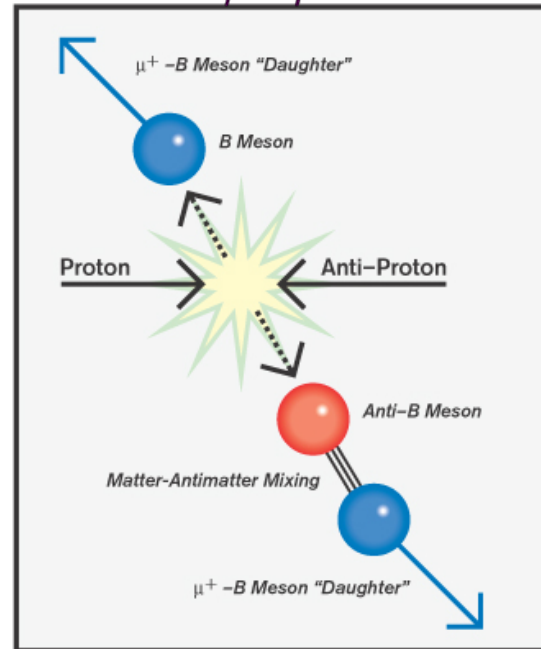 μ⁺ –B Meson "Daughter"
B Meson
Proton
Anti–Proton
Anti–B Meson
Matter-Antimatter Mixing
μ⁺ –B Meson "Daughter"